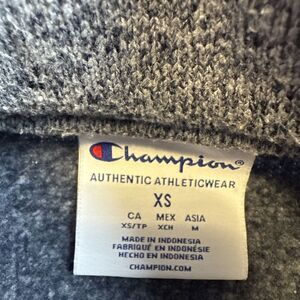 Champion®
AUTHENTIC ATHLETICWEAR
XS
CA MEX ASIA
XS/TP XCH M
MADE IN INDONESIA
FABRIQUÉ EN INDONÉSIE
HECHO EN INDONESIA
CHAMPION.COM